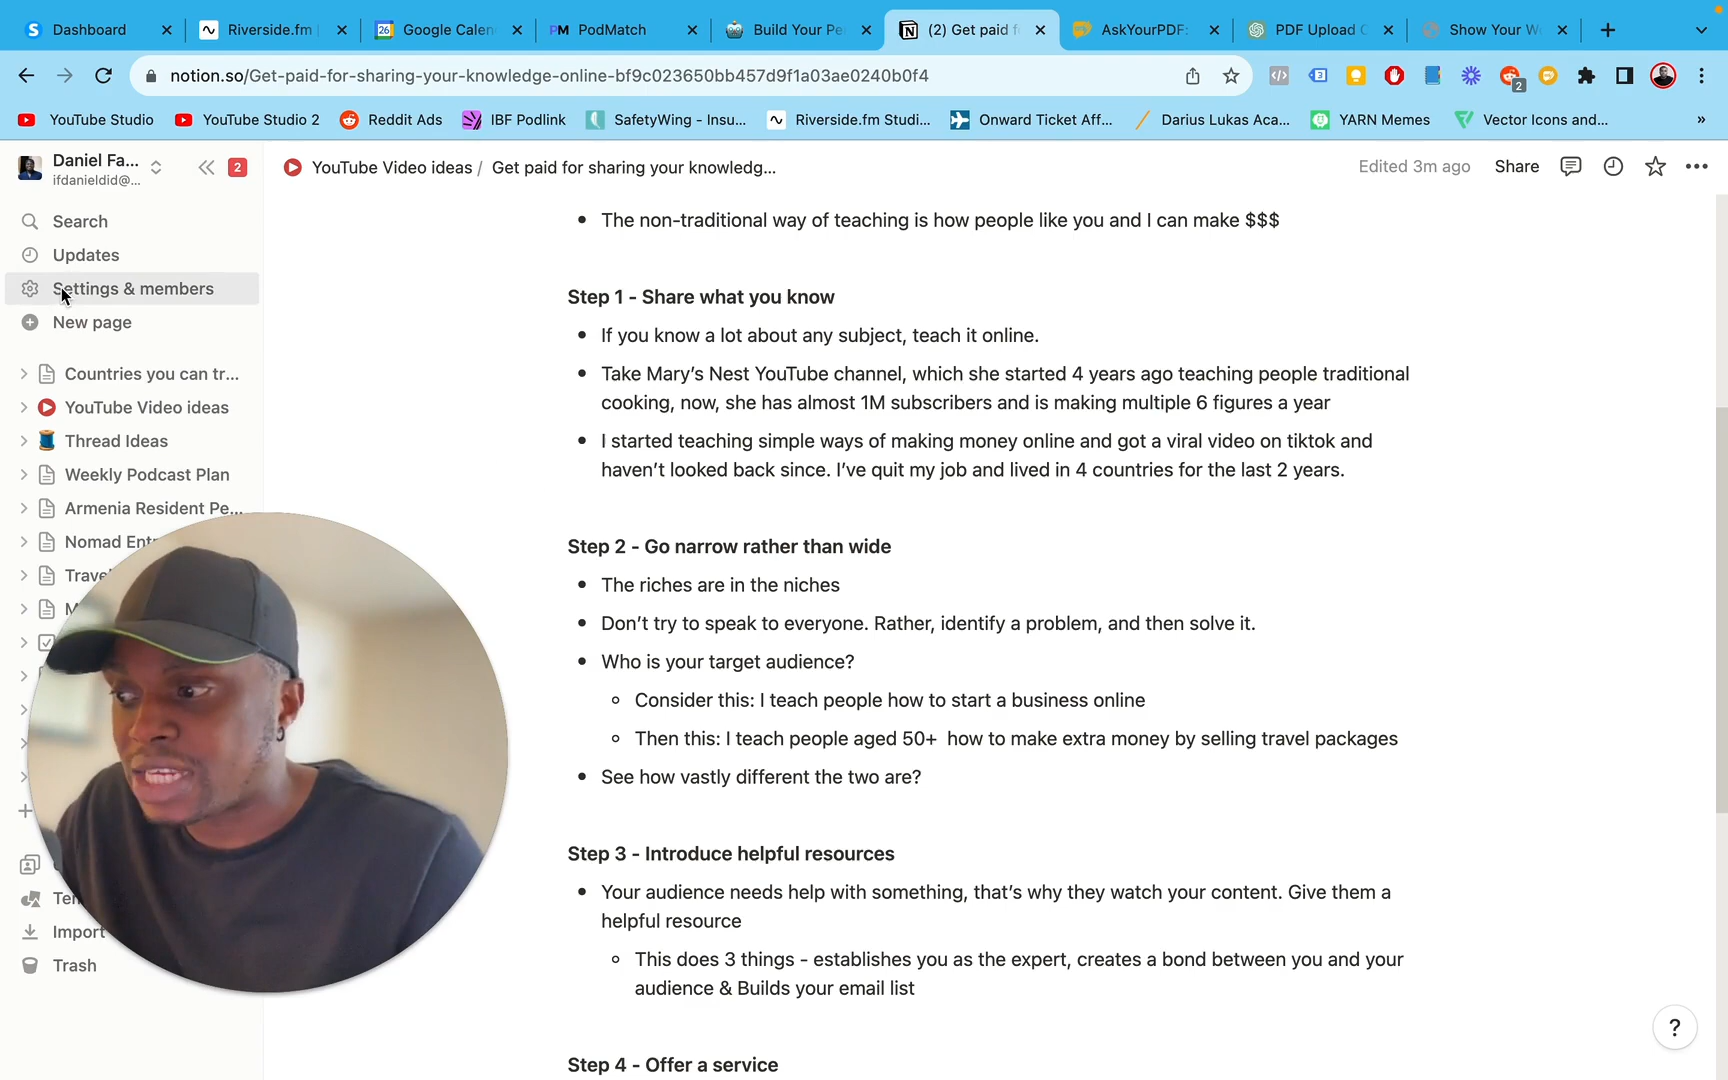 Dashboard
Riverside.fm
Google Calen
PodMatch
Build Your Pe
(2) Get paid f
AskYourPDF:
PDF Upload C
Show Your W
notion.so/Get-paid-for-sharing-your-knowledge-online-bf9c023650bb457d9f1a03ae0240b0f4
2
YouTube Studio
YouTube Studio 2
Reddit Ads
IBF Podlink
SafetyWing - Insu...
Riverside.fm Studi...
Onward Ticket Aff...
Darius Lukas Aca...
YARN Memes
Vector Icons and...
»
Daniel Fa...
ifdanieldid@...
2
YouTube Video ideas / Get paid for sharing your knowledg...
Edited 3m ago
Share
Search
Updates
Settings & members
New page
Countries you can tr...
YouTube Video ideas
Thread Ideas
Weekly Podcast Plan
Armenia Resident Pe...
Nomad Ent
Trave
M
Import
Trash
• The non-traditional way of teaching is how people like you and I can make $$$
Step 1 - Share what you know
• If you know a lot about any subject, teach it online.
• Take Mary’s Nest YouTube channel, which she started 4 years ago teaching people traditional
cooking, now, she has almost 1M subscribers and is making multiple 6 figures a year
• I started teaching simple ways of making money online and got a viral video on tiktok and
haven’t looked back since. I’ve quit my job and lived in 4 countries for the last 2 years.
Step 2 - Go narrow rather than wide
• The riches are in the niches
• Don’t try to speak to everyone. Rather, identify a problem, and then solve it.
• Who is your target audience?
◦ Consider this: I teach people how to start a business online
◦ Then this: I teach people aged 50+ how to make extra money by selling travel packages
• See how vastly different the two are?
Step 3 - Introduce helpful resources
• Your audience needs help with something, that’s why they watch your content. Give them a
helpful resource
◦ This does 3 things - establishes you as the expert, creates a bond between you and your
audience & Builds your email list
Step 4 - Offer a service
?